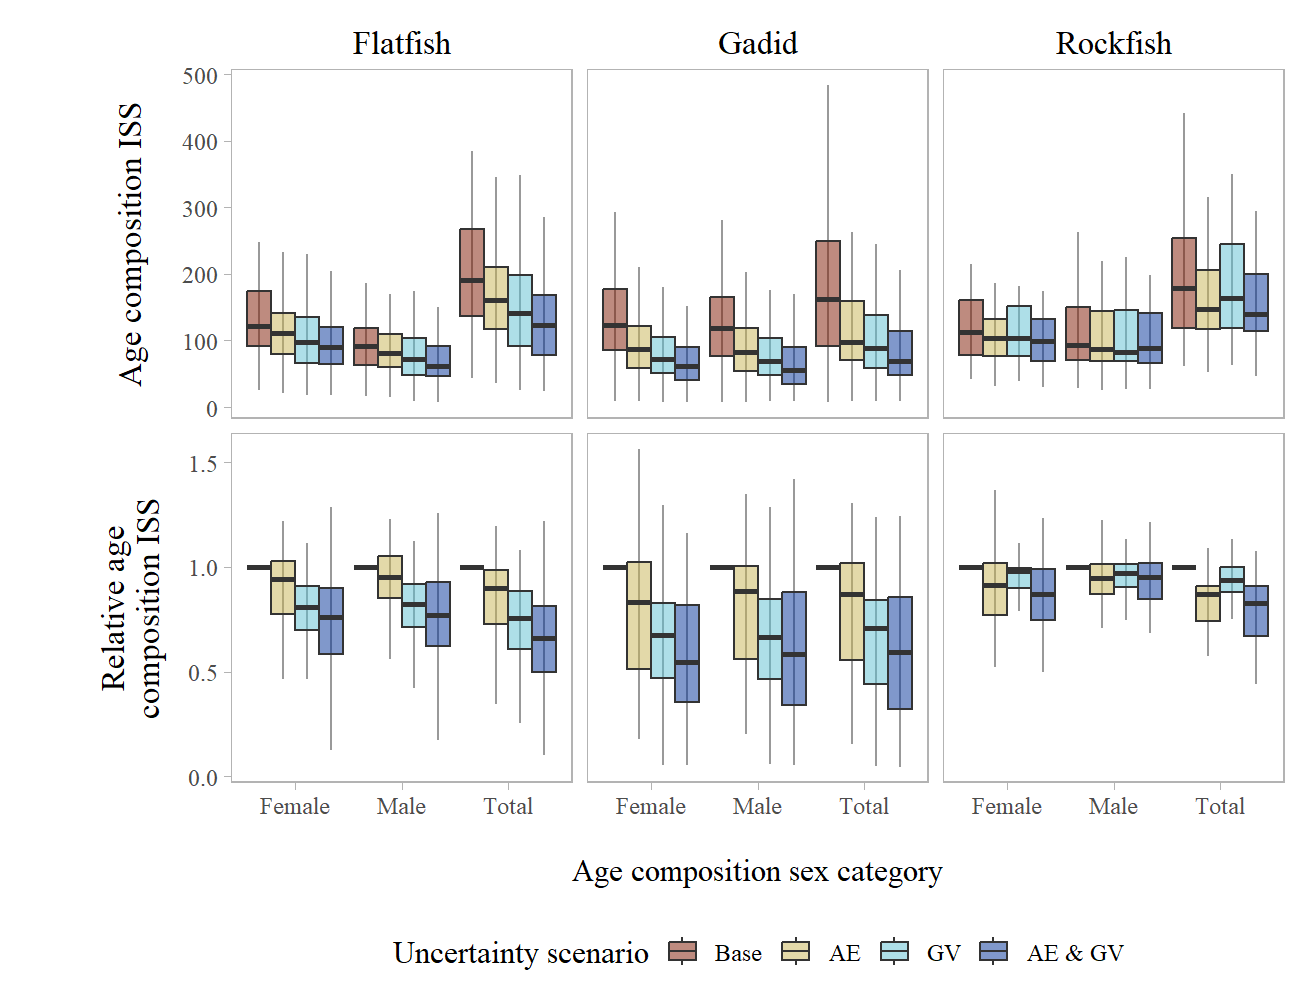 Flatfish Gadid Rockfish
Age composition ISS
500
400
300
200
100
0
Relative age
composition ISS
1.5
1.0
0.5
0.0
Female Male Total Female Male Total Female Male Total
Age composition sex category
Uncertainty scenario Base AE GV AE & GV